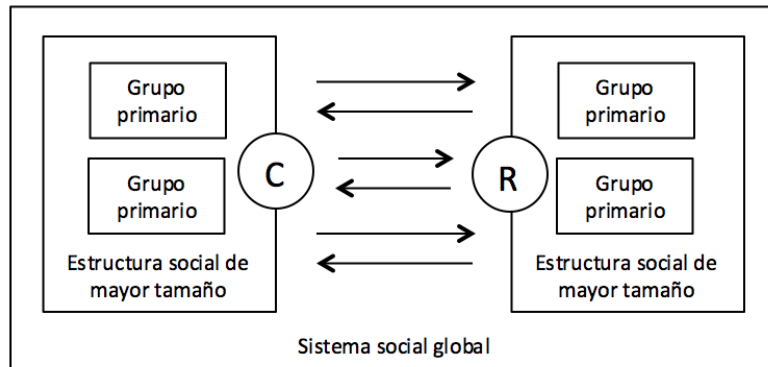 Grupo
primario
Grupo
primario
C
Estructura social de
mayor tamaño
Grupo
primario
R
Grupo
primario
Estructura social de
mayor tamaño
Sistema social global